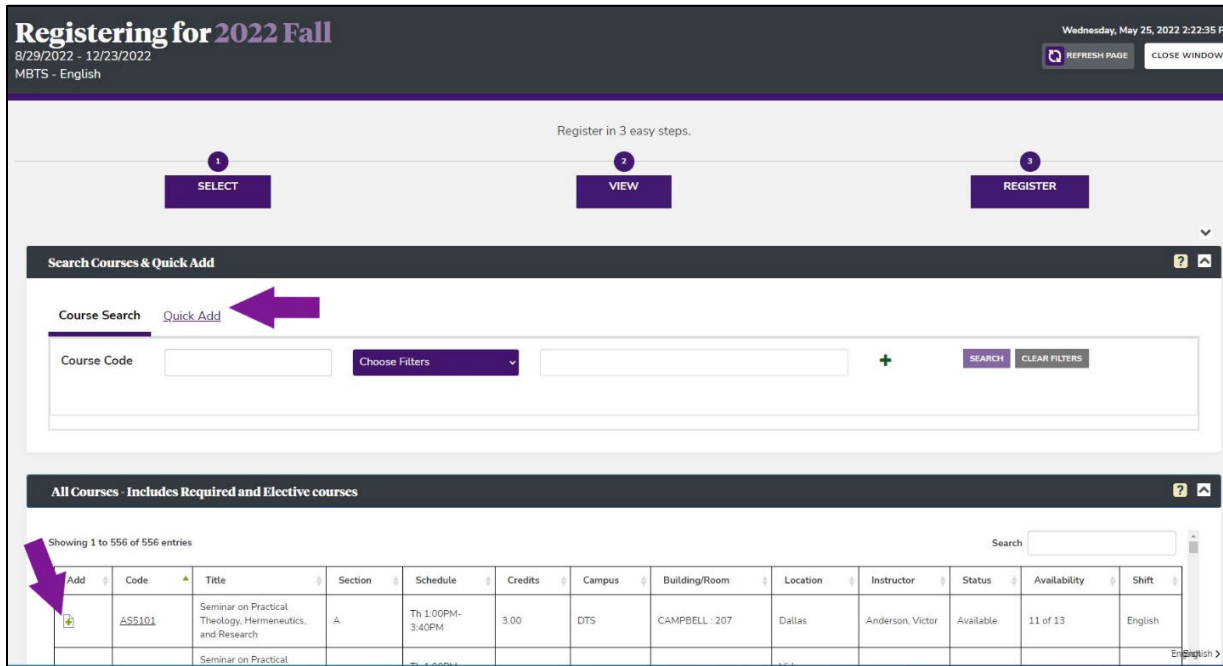 Registering for 2022 Fall
8/29/2022 - 12/23/2022
MBTS - English
Wednesday, May 25, 2022 2:22:35
REFRESH PAGE
CLOSE WINDOW
Register in 3 easy steps.
1
SELECT
2
VIEW
3
REGISTER
Search Courses & Quick Add
?
Course Search
Quick Add
Course Code
Choose Filters
SEARCH
CLEAR FILTERS
All Courses - Includes Required and Elective courses
?
Showing 1 to 556 of 556 entries
Search
Add Code Title Section Schedule Credits Campus Building/Room Location Instructor Status Availability Shift
AS5101
Seminar on Practical
Theology, Hermeneutics,
and Research
A
Th 1:00PM-
3:40PM
3.00
DTS
CAMPBELL : 207
Dallas
Anderson, Victor
Available
11 of 13
English
Seminar on Practical
English